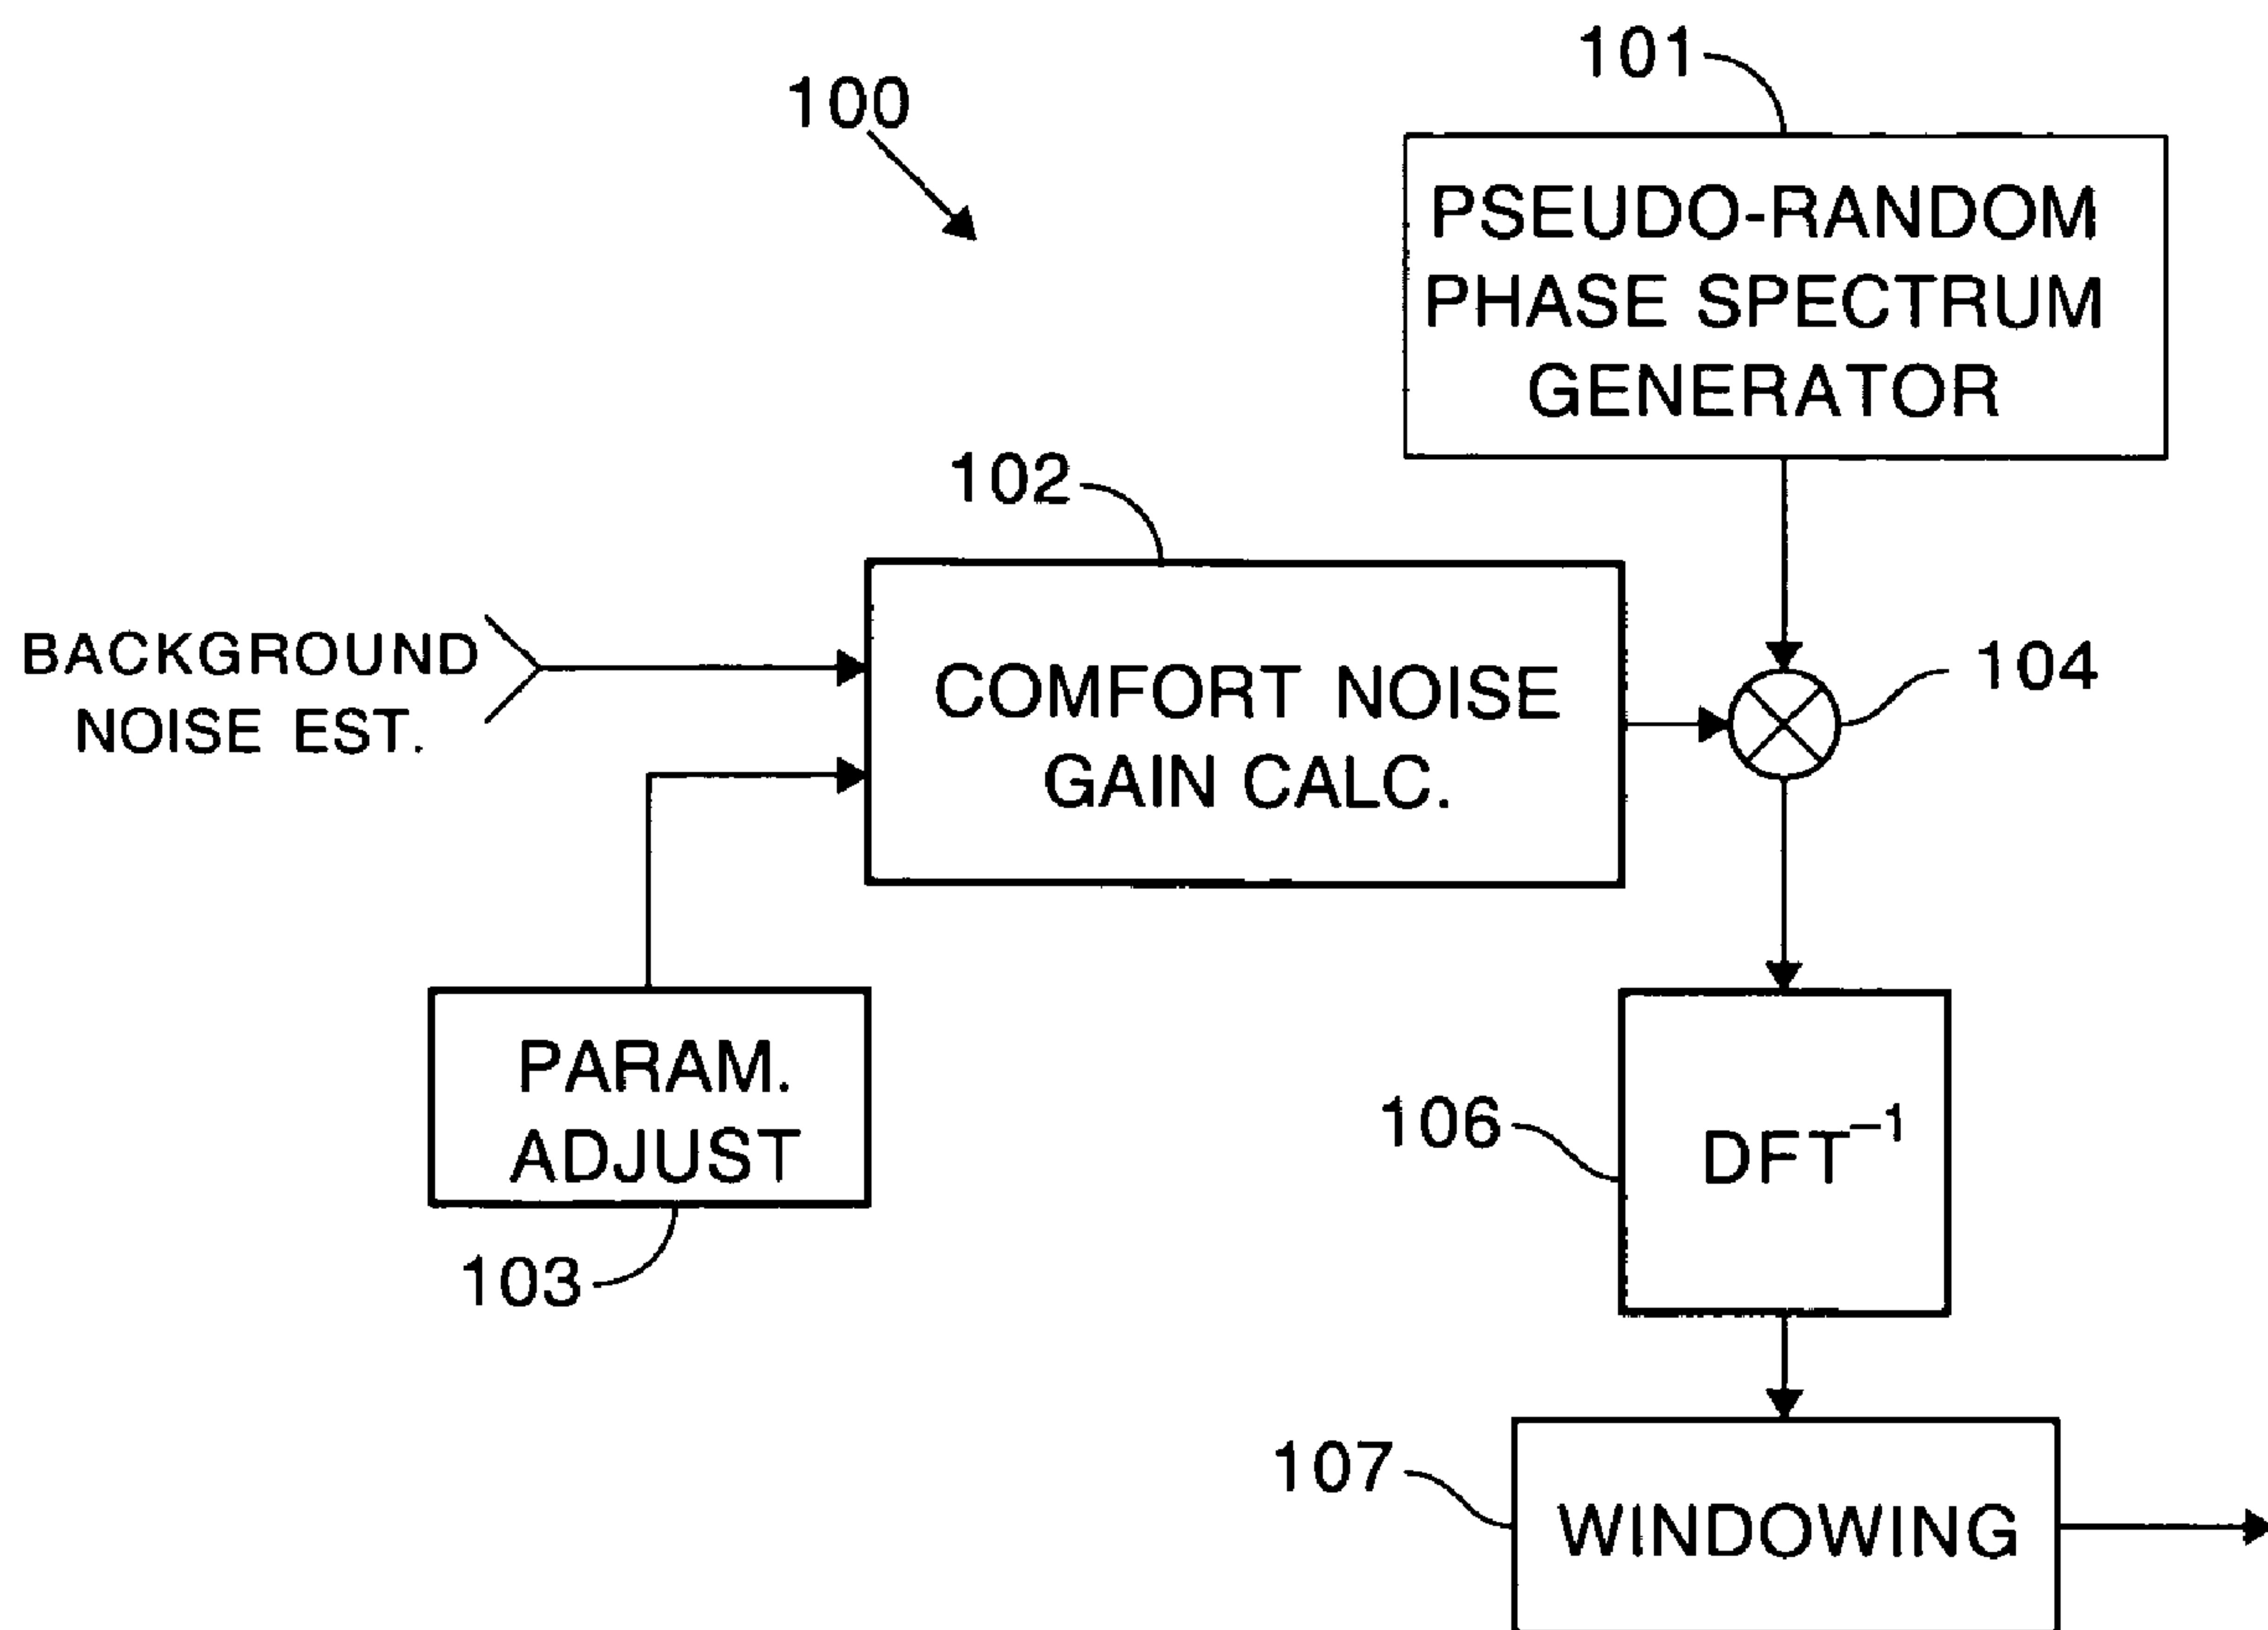 101
100
PSEUDO-RANDOM
PHASE SPECTRUM
GENERATOR
102
BACKGROUND
NOISE EST.
COMFORT NOISE
GAIN CALC.
104
PARAM.
ADJUST
103
106
DFT⁻¹
107
WINDOWING